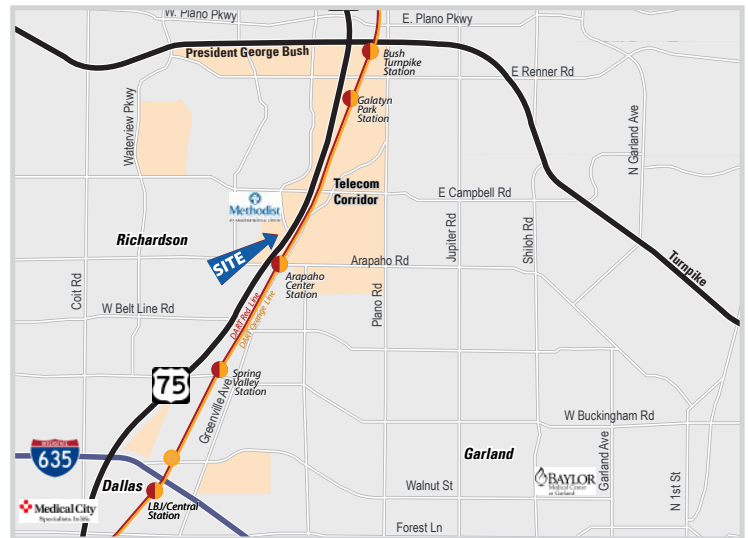 W. Plano Pkwy
E. Plano Pkwy
President George Bush
Bush
Turnpike
Station
E Renner Rd
Galatyn
Park
Station
Waterview Pkwy
N Garland Ave
Telecom
Corridor
E Campbell Rd
Methodist
Richardson
SITE
Jupiter Rd
Shiloh Rd
Turnpike
Arapaho Rd
Arapaho
Center
Station
Coit Rd
Plano Rd
W Belt Line Rd
DART Red Line
DART Orange Line
75
Spring
Valley
Station
Greenville Ave
W Buckingham Rd
INTERSTATE
635
Garland
Garland Ave
BAYLOR
Medical Center
at Garland
N 1st St
Dallas
Walnut St
LBJ/Central
Station
Medical City
Specialists. In life.
Forest Ln